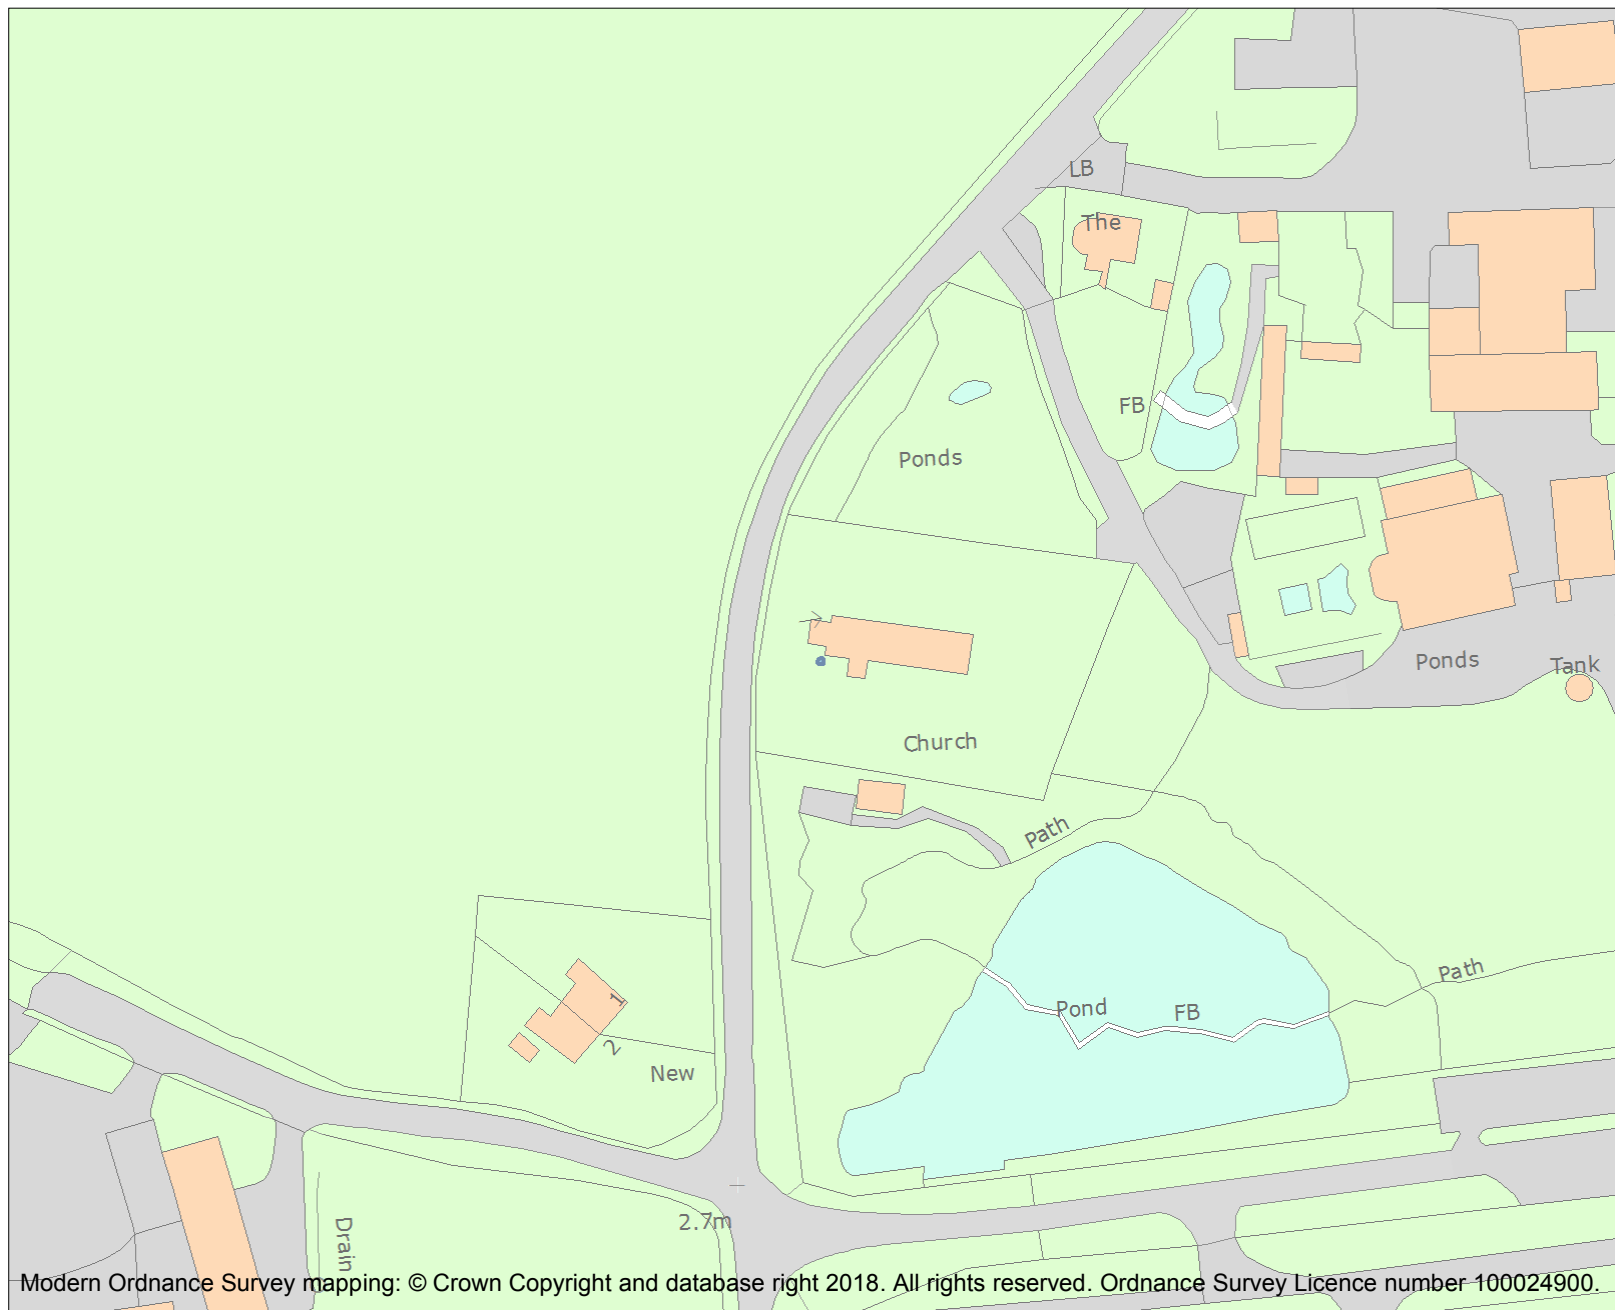 LB
The
FB
Ponds
Ponds
Tank
Church
Path
Path
Pond
FB
1
2
New
2.7m
Drain
Modern Ordnance Survey mapping: © Crown Copyright and database right 2018. All rights reserved. Ordnance Survey Licence number 100024900.